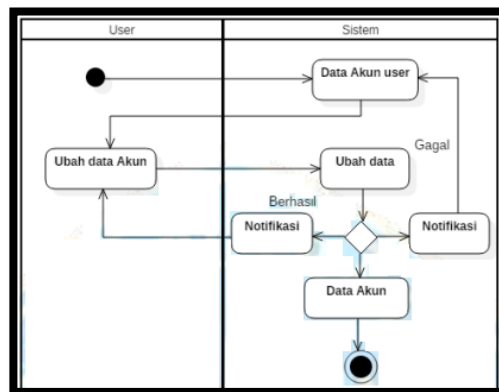 User
Sistem
Data Akun user
Ubah data Akun
Ubah data
Gagal
Berhasil
Notifikasi
Notifikasi
Data Akun